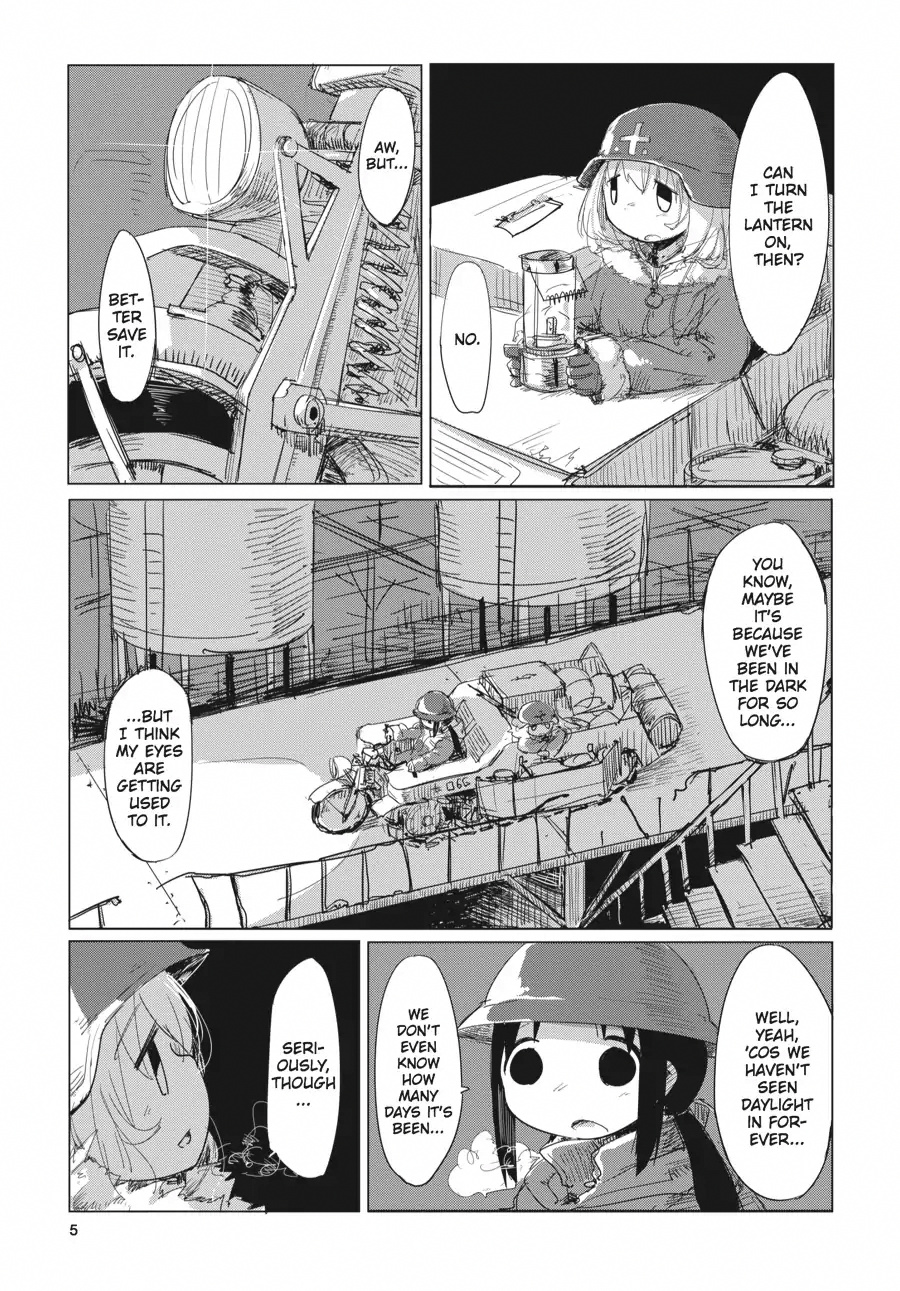 CAN
I TURN
THE
LANTERN
ON,
THEN?
NO.
AW,
BUT...
BET-
TER
SAVE
IT.
YOU
KNOW,
MAYBE
IT'S
BECAUSE
WE'VE
BEEN IN
THE DARK
FOR SO
LONG...
...BUT
I THINK
MY EYES
ARE
GETTING
USED
TO IT.
WELL,
YEAH,
'COS WE
HAVEN'T
SEEN
DAYLIGHT
IN FOR-
EVER...
WE
DON'T
EVEN
KNOW
HOW
MANY
DAYS IT'S
BEEN...
SERI-
OUSLY,
THOUGH
...
5